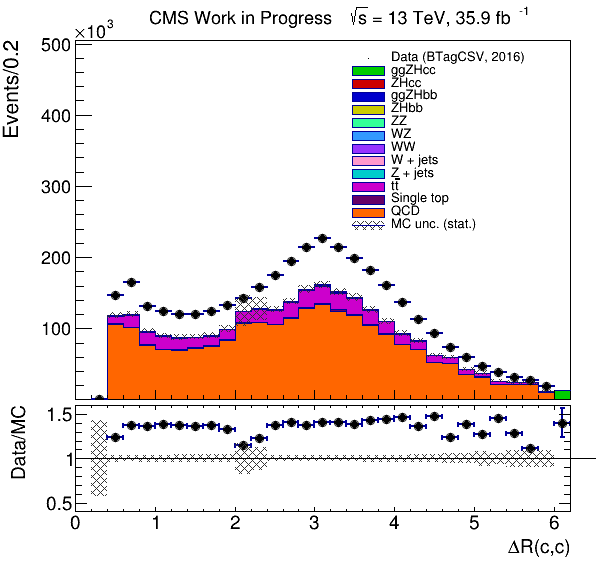 CMS Work in Progress √s = 13 TeV, 35.9 fb⁻¹
×10³
Events/0.2
500
400
300
200
100
Data (BTagCSV, 2016)
ggZHcc
ZHcc
ggZHbb
ZHbb
ZZ
WZ
WW
W + jets
Z + jets
tt̅
Single top
QCD
MC unc. (stat.)
Data/MC
1.5
1
0.5
0 1 2 3 4 5 6
ΔR(c,c)